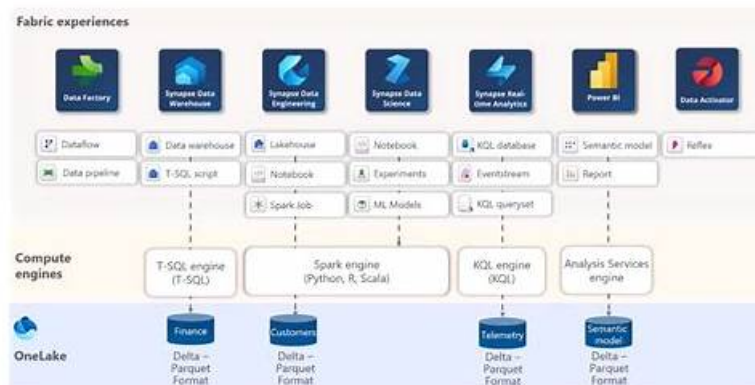 Fabric experiences
Data Factory
Synapse Data
Warehouse
Synapse Data
Engineering
Synapse Data
Science
Synapse Real-
time Analytics
Power BI
Data Activator
Dataflow
Data warehouse
Lakehouse
Notebook
KQL database
Semantic model
Reflex
Data pipeline
T-SQL script
Notebook
Experiments
Eventstream
Report
Spark Job
ML Models
KQL queryset
Compute
engines
T-SQL engine
(T-SQL)
Spark engine
(Python, R, Scala)
KQL engine
(KQL)
Analysis Services
engine
OneLake
Finance
Customers
Telemetry
Semantic
model
Delta –
Parquet
Format
Delta –
Parquet
Format
Delta –
Parquet
Format
Delta –
Parquet
Format